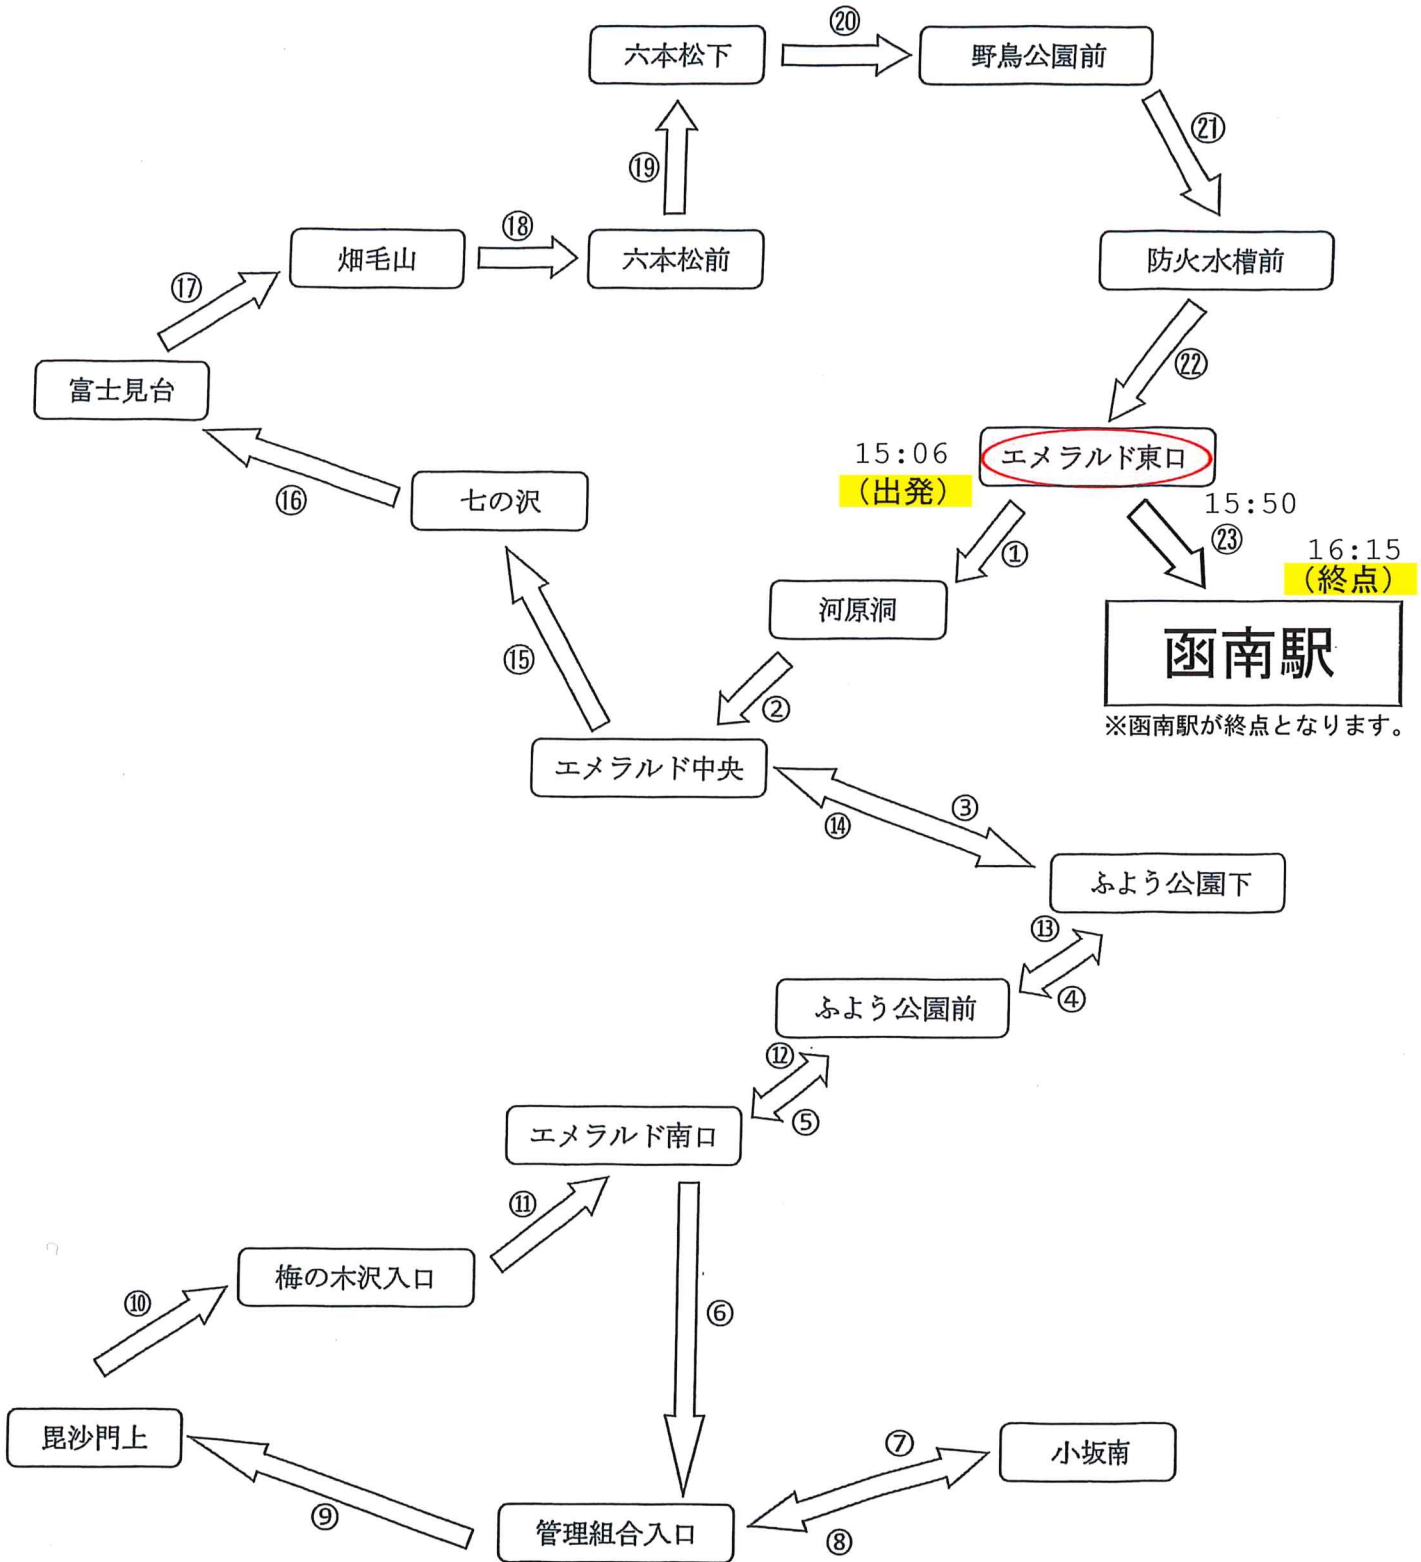 ⑳
六本松下
野鳥公園前
㉑
⑲
⑱
畑毛山
六本松前
防火水槽前
⑰
㉒
富士見台
15:06
(出発)
エメラルド東口
⑯
七の沢
15:50
㉓
①
16:15
(終点)
河原洞
函南駅
⑮
②
※函南駅が終点となります。
エメラルド中央
③
⑭
ふよう公園下
⑬
④
ふよう公園前
⑫
⑤
エメラルド南口
⑪
梅の木沢入口
⑩
⑥
毘沙門上
⑦
小坂南
⑨
管理組合入口
⑧